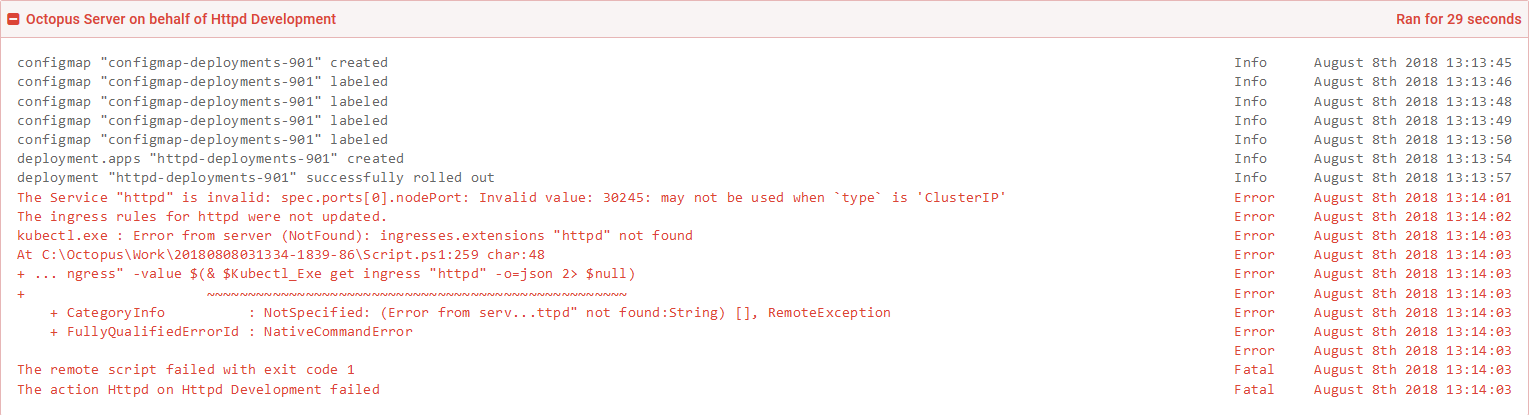 Octopus Server on behalf of Httpd Development Ran for 29 seconds
configmap "configmap-deployments-901" created Info August 8th 2018 13:13:45
configmap "configmap-deployments-901" labeled Info August 8th 2018 13:13:46
configmap "configmap-deployments-901" labeled Info August 8th 2018 13:13:48
configmap "configmap-deployments-901" labeled Info August 8th 2018 13:13:49
configmap "configmap-deployments-901" labeled Info August 8th 2018 13:13:50
deployment.apps "httpd-deployments-901" created Info August 8th 2018 13:13:54
deployment "httpd-deployments-901" successfully rolled out Info August 8th 2018 13:13:57
The Service "httpd" is invalid: spec.ports[0].nodePort: Invalid value: 30245: may not be used when `type` is 'ClusterIP' Error August 8th 2018 13:14:01
The ingress rules for httpd were not updated. Error August 8th 2018 13:14:02
kubectl.exe : Error from server (NotFound): ingresses.extensions "httpd" not found Error August 8th 2018 13:14:03
At C:\Octopus\Work\20180808031334-1839-86\Script.ps1:259 char:48 Error August 8th 2018 13:14:03
+ ... ngress" -value $(& $Kubectl_Exe get ingress "httpd" -o=json 2> $null) Error August 8th 2018 13:14:03
+ ~~~~~~~~~~~~~~~~~~~~~~~~~~~~~~~~~~~~~~~~~~~~~~~~~~~ Error August 8th 2018 13:14:03
+ CategoryInfo : NotSpecified: (Error from serv...ttpd" not found:String) [], RemoteException Error August 8th 2018 13:14:03
+ FullyQualifiedErrorId : NativeCommandError Error August 8th 2018 13:14:03
Error August 8th 2018 13:14:03
The remote script failed with exit code 1 Fatal August 8th 2018 13:14:03
The action Httpd on Httpd Development failed Fatal August 8th 2018 13:14:03